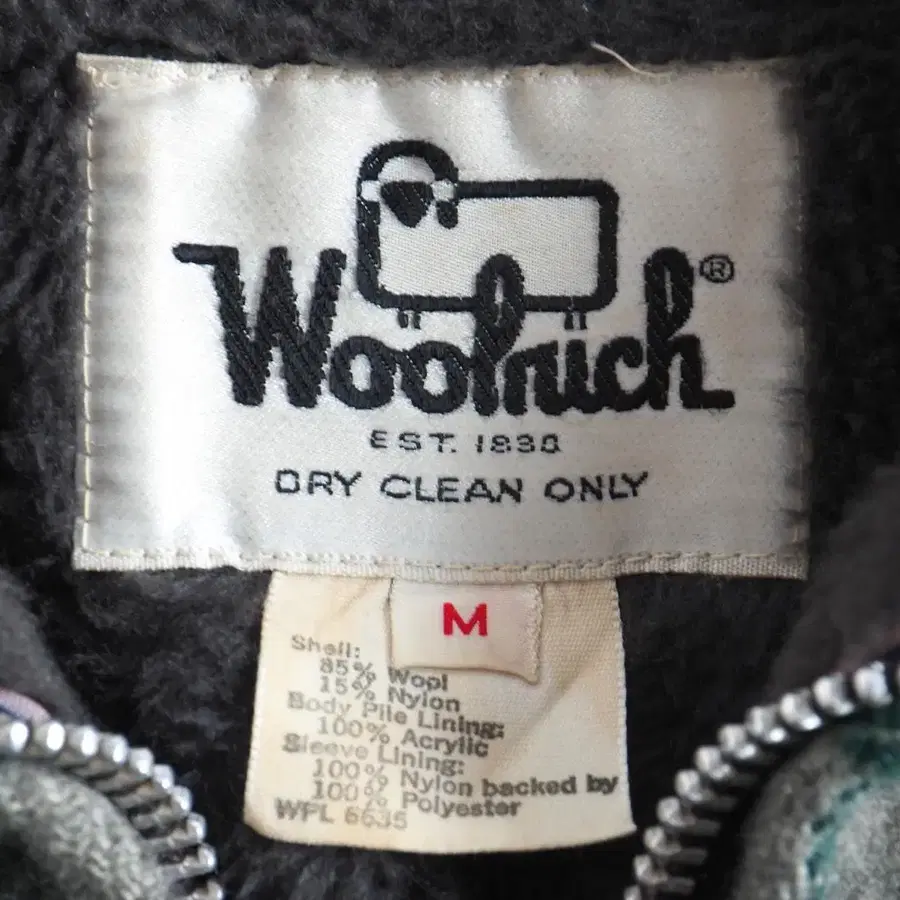 Woolrich®
EST. 1830
DRY CLEAN ONLY
M
Shell:
85% Wool
15% Nylon
Body Pile Lining:
100% Acrylic
Sleeve Lining:
100% Nylon backed by
100% Polyester
WPL 6635